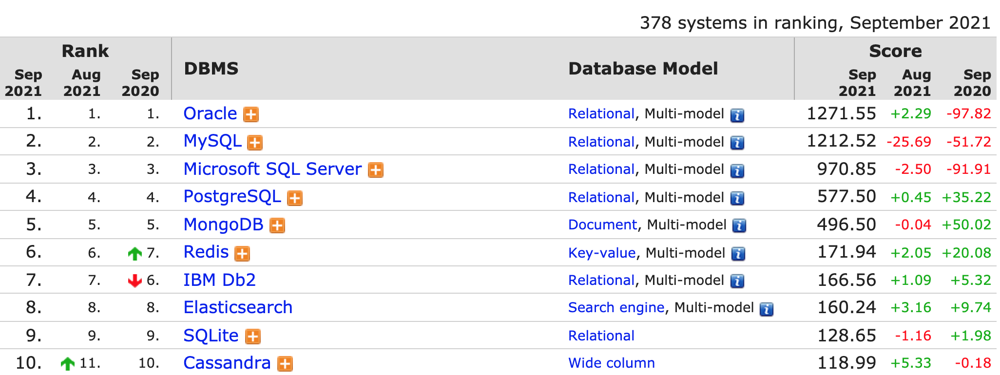 378 systems in ranking, September 2021
Rank DBMS Database Model Score
Sep 2021 Aug 2021 Sep 2020 Sep 2021 Aug 2021 Sep 2020
1. 1. 1. Oracle Relational, Multi-model 1271.55 +2.29 -97.82
2. 2. 2. MySQL Relational, Multi-model 1212.52 -25.69 -51.72
3. 3. 3. Microsoft SQL Server Relational, Multi-model 970.85 -2.50 -91.91
4. 4. 4. PostgreSQL Relational, Multi-model 577.50 +0.45 +35.22
5. 5. 5. MongoDB Document, Multi-model 496.50 -0.04 +50.02
6. 6. 7. Redis Key-value, Multi-model 171.94 +2.05 +20.08
7. 7. 6. IBM Db2 Relational, Multi-model 166.56 +1.09 +5.32
8. 8. 8. Elasticsearch Search engine, Multi-model 160.24 +3.16 +9.74
9. 9. 9. SQLite Relational 128.65 -1.16 +1.98
10. 11. 10. Cassandra Wide column 118.99 +5.33 -0.18